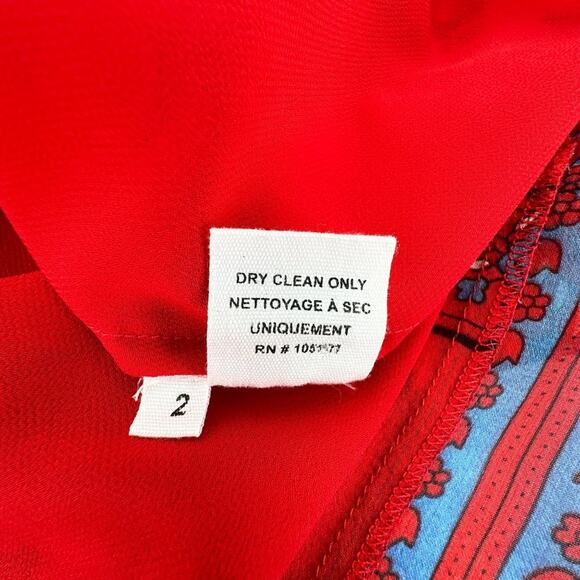 DRY CLEAN ONLY
NETTOYAGE À SEC
UNIQUEMENT
RN #
2